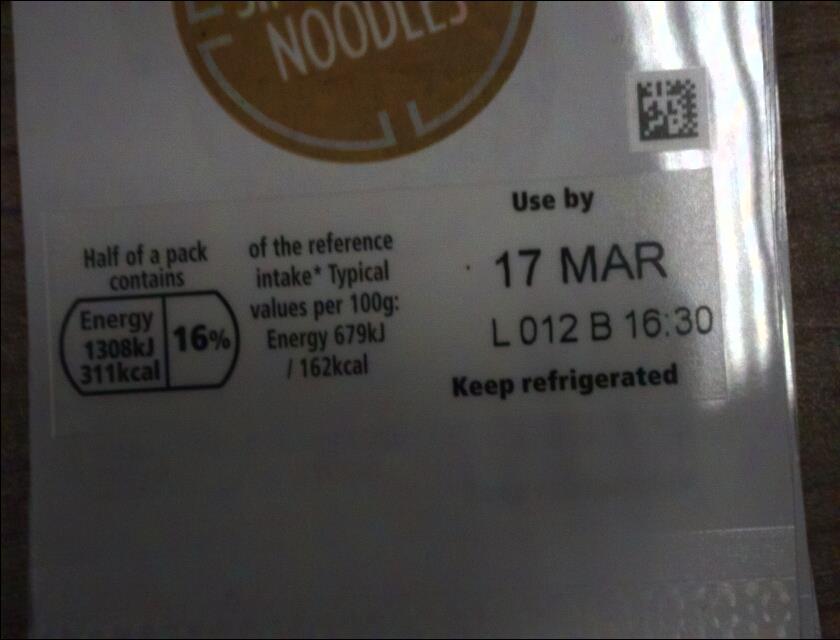 NOODLES
Use by
17 MAR
L 012 B 16:30
Keep refrigerated
Half of a pack
contains
Energy
1308kJ
311kcal
16%
of the reference
intake* Typical
values per 100g:
Energy 679kJ
/ 162kcal